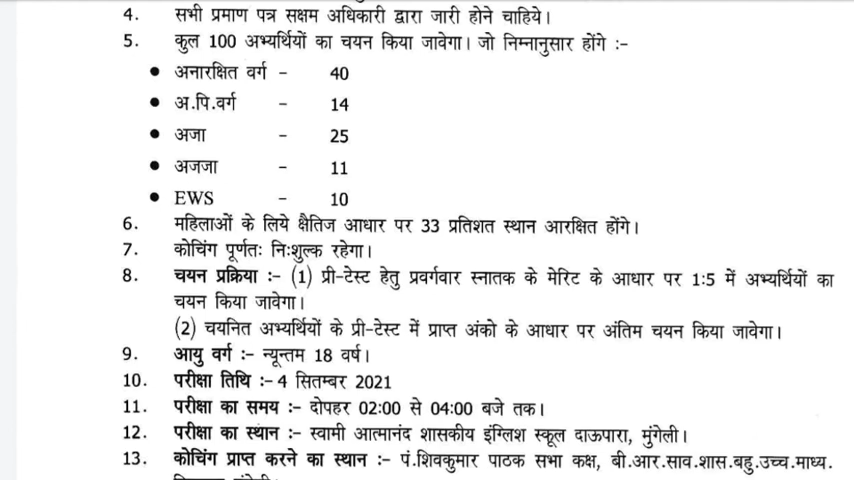 4. सभी प्रमाण पत्र सक्षम अधिकारी द्वारा जारी होने चाहिये।
5. कुल 100 अभ्यर्थियों का चयन किया जावेगा। जो निम्नानुसार होंगे :-
● अनारक्षित वर्ग - 40
● अ.पि.वर्ग - 14
● अजा - 25
● अजजा - 11
● EWS - 10
6. महिलाओं के लिये क्षैतिज आधार पर 33 प्रतिशत स्थान आरक्षित होंगे।
7. कोचिंग पूर्णतः निःशुल्क रहेगा।
8. चयन प्रक्रिया :- (1) प्री-टेस्ट हेतु प्रवर्गवार स्नातक के मेरिट के आधार पर 1:5 में अभ्यर्थियों का
चयन किया जावेगा।
(2) चयनित अभ्यर्थियों के प्री-टेस्ट में प्राप्त अंको के आधार पर अंतिम चयन किया जावेगा।
9. आयु वर्ग :- न्यून्तम 18 वर्ष।
10. परीक्षा तिथि :- 4 सितम्बर 2021
11. परीक्षा का समय :- दोपहर 02:00 से 04:00 बजे तक।
12. परीक्षा का स्थान :- स्वामी आत्मानंद शासकीय इंग्लिश स्कूल दाऊपारा, मुंगेली।
13. कोचिंग प्राप्त करने का स्थान :- पं.शिवकुमार पाठक सभा कक्ष, बी.आर.साव.शास.बहु.उच्च.माध्य.